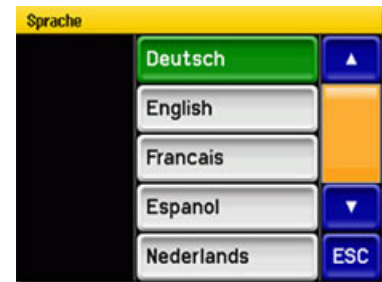 Sprache
Deutsch
English
Francais
Espanol
Nederlands
ESC